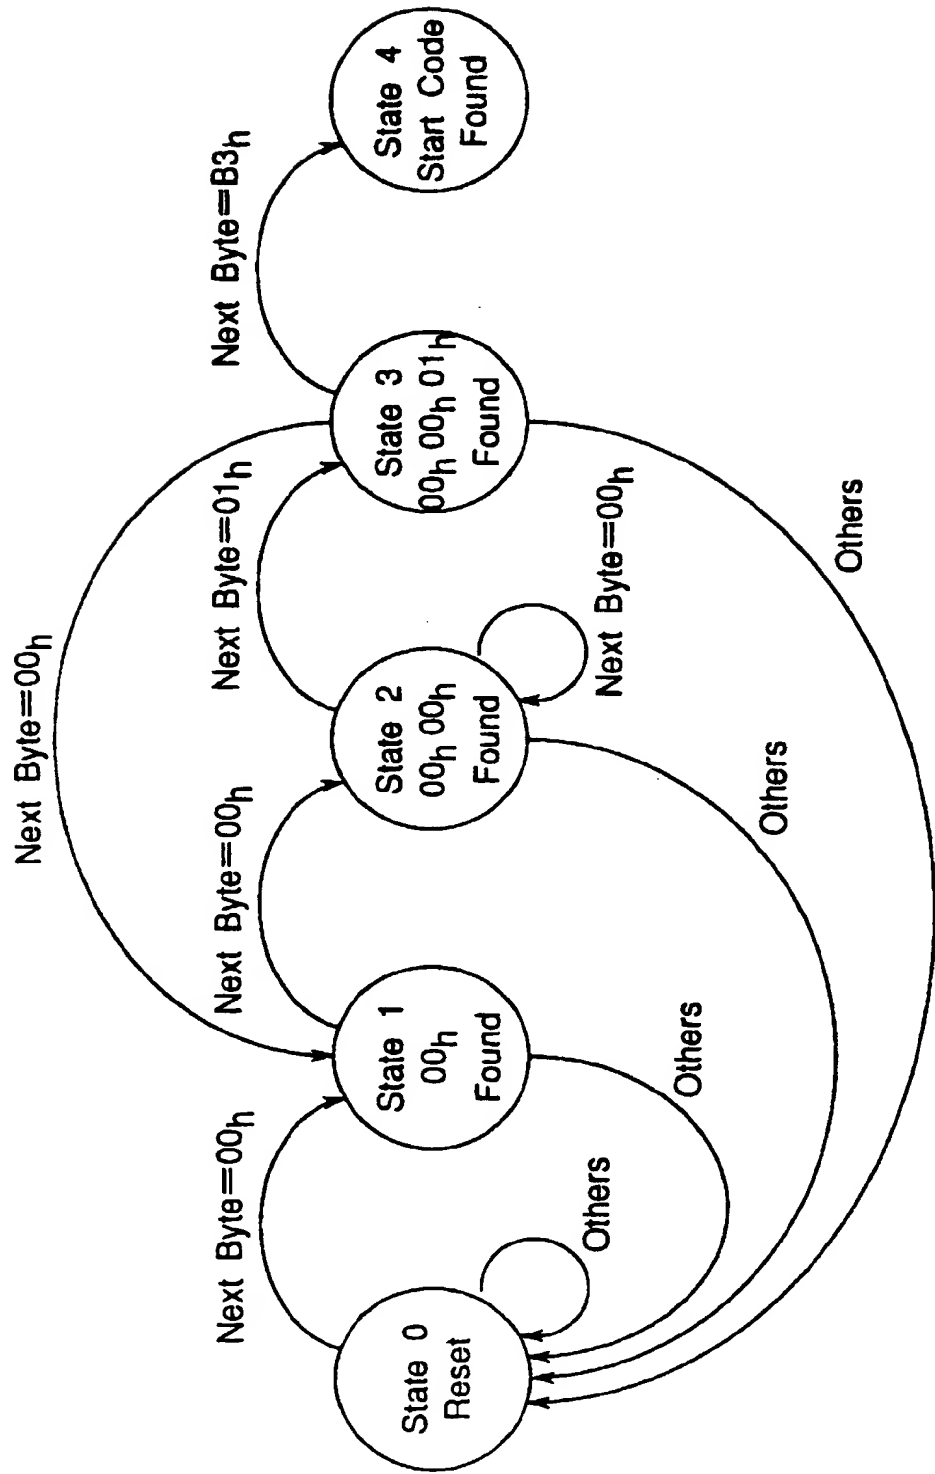 Next Byte=00h
Next Byte=00h
Next Byte=00h
Next Byte=01h
Next Byte=B3h
State 0
Reset
State 1
00h
Found
State 2
00h 00h
Found
State 3
00h 00h 01h
Found
State 4
Start Code
Found
Others
Others
Others
Next Byte=00h
Others